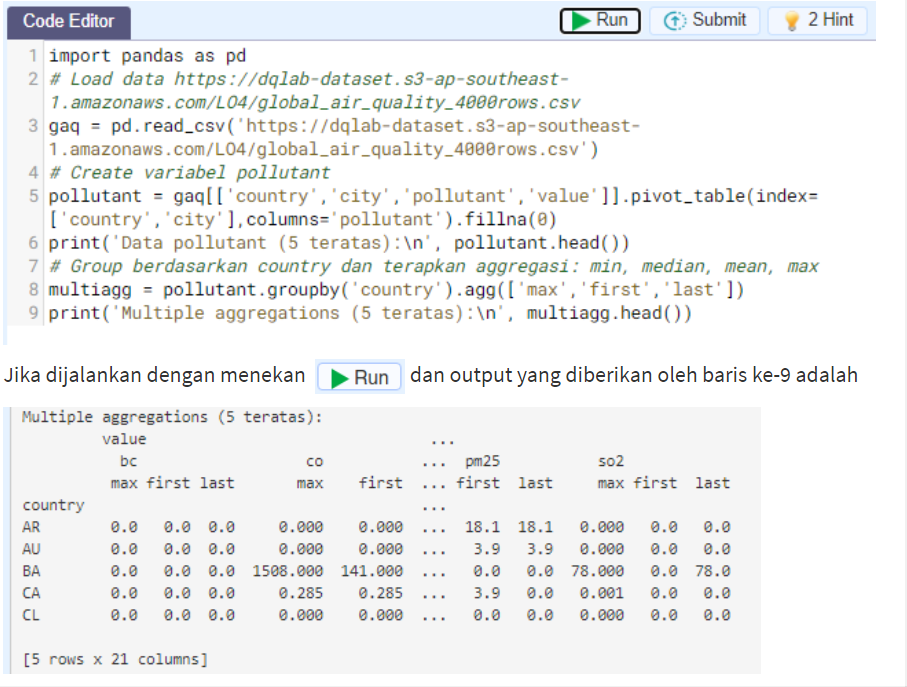 Code Editor Run Submit 2 Hint
1 import pandas as pd
2 # Load data https://dqlab-dataset.s3-ap-southeast-
1.amazonaws.com/LO4/global_air_quality_4000rows.csv
3 gaq = pd.read_csv('https://dqlab-dataset.s3-ap-southeast-
1.amazonaws.com/LO4/global_air_quality_4000rows.csv')
4 # Create variabel pollutant
5 pollutant = gaq[['country','city','pollutant','value']].pivot_table(index=
['country','city'],columns='pollutant').fillna(0)
6 print('Data pollutant (5 teratas):\n', pollutant.head())
7 # Group berdasarkan country dan terapkan aggregasi: min, median, mean, max
8 multiagg = pollutant.groupby('country').agg(['max','first','last'])
9 print('Multiple aggregations (5 teratas):\n', multiagg.head())
Jika dijalankan dengan menekan Run dan output yang diberikan oleh baris ke-9 adalah
Multiple aggregations (5 teratas):
value ...
bc co ... pm25 so2
max first last max first ... first last max first last
country ...
AR 0.0 0.0 0.0 0.000 0.000 ... 18.1 18.1 0.000 0.0 0.0
AU 0.0 0.0 0.0 0.000 0.000 ... 3.9 3.9 0.000 0.0 0.0
BA 0.0 0.0 0.0 1508.000 141.000 ... 0.0 0.0 78.000 0.0 78.0
CA 0.0 0.0 0.0 0.285 0.285 ... 3.9 0.0 0.001 0.0 0.0
CL 0.0 0.0 0.0 0.000 0.000 ... 0.0 0.0 0.000 0.0 0.0
[5 rows x 21 columns]